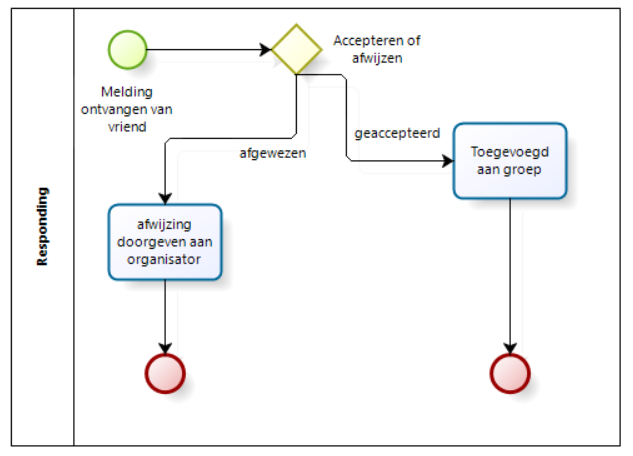 Responding
Melding
ontvangen van
vriend
Accepteren of
afwijzen
afgewezen
geaccepteerd
afwijzing
doorgeven aan
organisator
Toegevoegd
aan groep